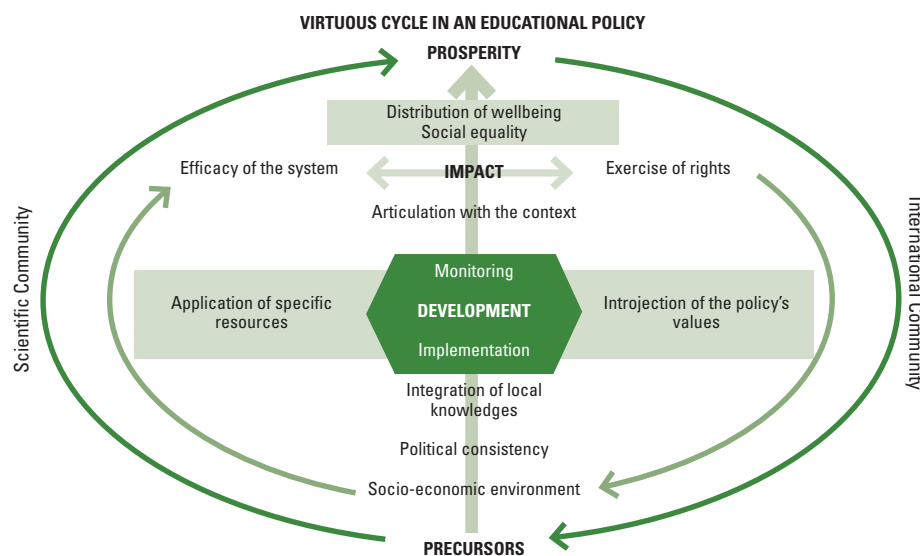 VIRTUOUS CYCLE IN AN EDUCATIONAL POLICY
PROSPERITY
Distribution of wellbeing
Social equality
Efficacy of the system
IMPACT
Exercise of rights
Articulation with the context
Scientific Community
International Community
Monitoring
Application of specific
resources
DEVELOPMENT
Introjection of the policy's
values
Implementation
Integration of local
knowledges
Political consistency
Socio-economic environment
PRECURSORS